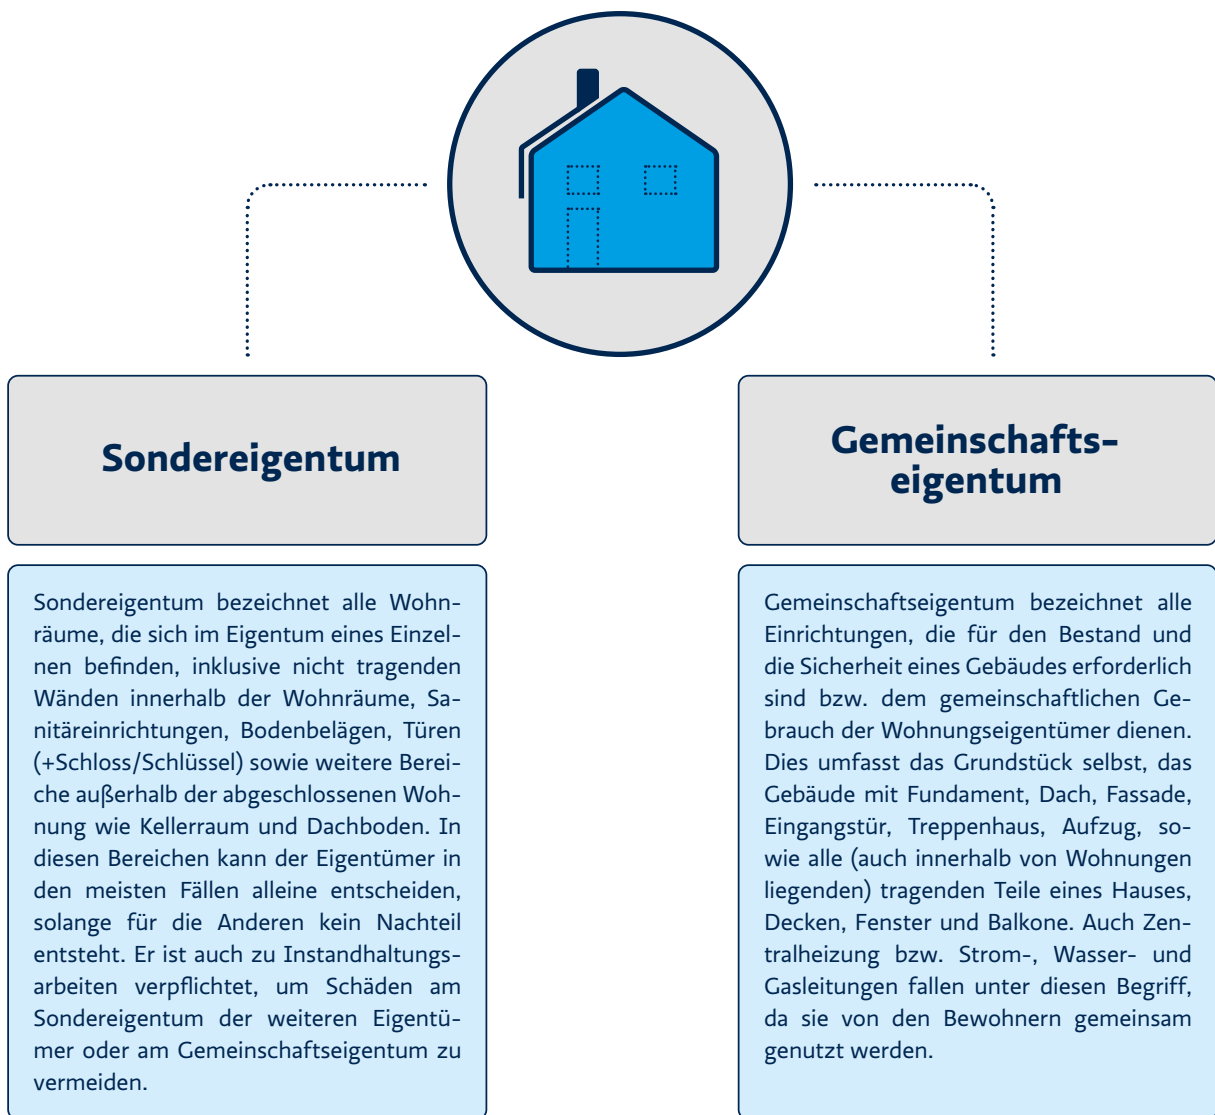 Sondereigentum
Sondereigentum bezeichnet alle Wohn-
räume, die sich im Eigentum eines Einzel-
nen befinden, inklusive nicht tragenden
Wänden innerhalb der Wohnräume, Sa-
nitäreinrichtungen, Bodenbelägen, Türen
(+Schloss/Schlüssel) sowie weitere Berei-
che außerhalb der abgeschlossenen Woh-
nung wie Kellerraum und Dachboden. In
diesen Bereichen kann der Eigentümer in
den meisten Fällen alleine entscheiden,
solange für die Anderen kein Nachteil
entsteht. Er ist auch zu Instandhaltungs-
arbeiten verpflichtet, um Schäden am
Sondereigentum der weiteren Eigentü-
mer oder am Gemeinschaftseigentum zu
vermeiden.
Gemeinschafts-
eigentum
Gemeinschaftseigentum bezeichnet alle
Einrichtungen, die für den Bestand und
die Sicherheit eines Gebäudes erforderlich
sind bzw. dem gemeinschaftlichen Ge-
brauch der Wohnungseigentümer dienen.
Dies umfasst das Grundstück selbst, das
Gebäude mit Fundament, Dach, Fassade,
Eingangstür, Treppenhaus, Aufzug, so-
wie alle (auch innerhalb von Wohnungen
liegenden) tragenden Teile eines Hauses,
Decken, Fenster und Balkone. Auch Zen-
tralheizung bzw. Strom-, Wasser- und
Gasleitungen fallen unter diesen Begriff,
da sie von den Bewohnern gemeinsam
genutzt werden.